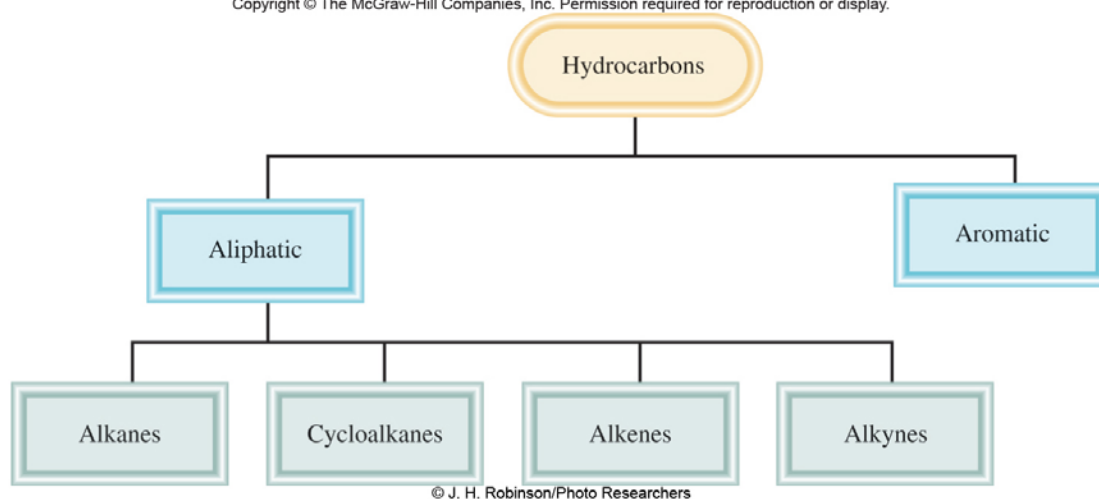 Copyright © The McGraw-Hill Companies, Inc. Permission required for reproduction or display.
Hydrocarbons
Aliphatic
Aromatic
Alkanes
Cycloalkanes
Alkenes
Alkynes
© J. H. Robinson/Photo Researchers